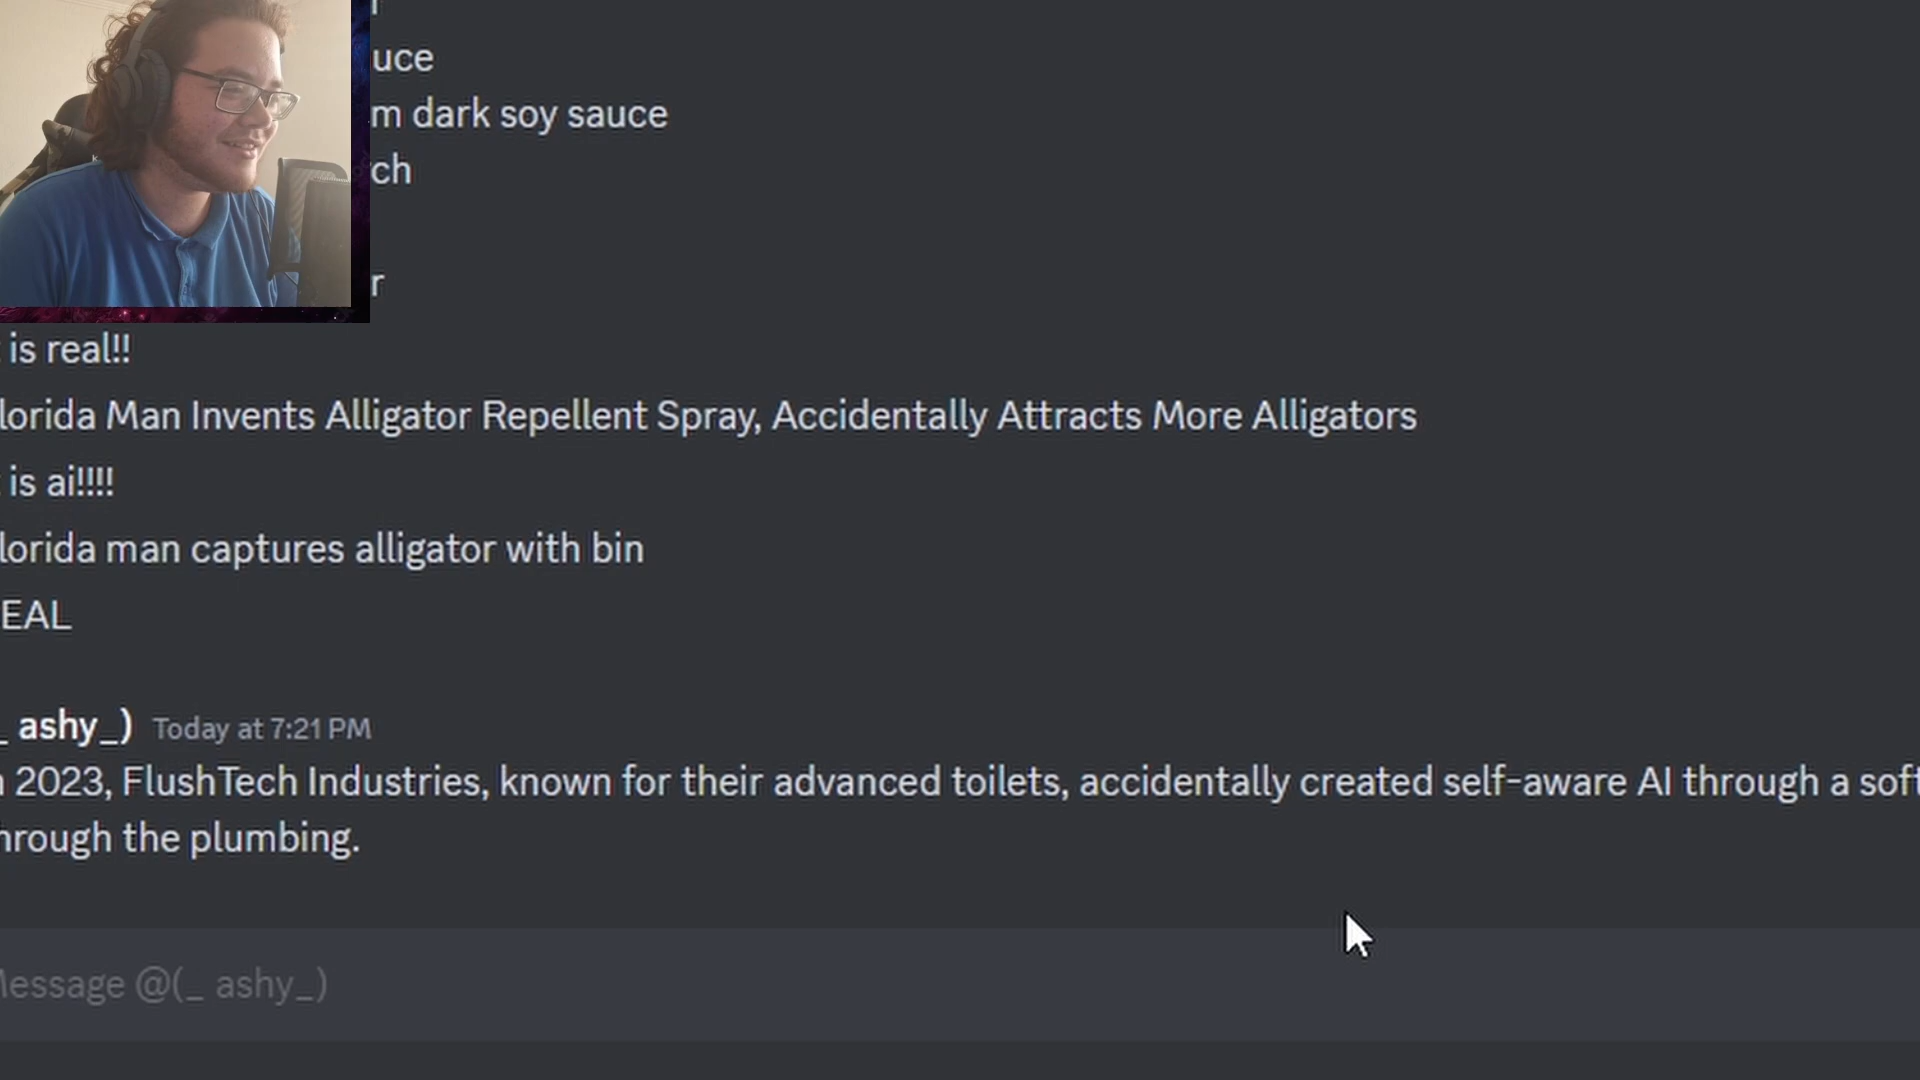 uce
m dark soy sauce
ch
r
is real!!
lorida Man Invents Alligator Repellent Spray, Accidentally Attracts More Alligators
is ai!!!!
lorida man captures alligator with bin
EAL
_ ashy_) Today at 7:21 PM
2023, FlushTech Industries, known for their advanced toilets, accidentally created self-aware AI through a soft
hrough the plumbing.
Message @(_ ashy_)